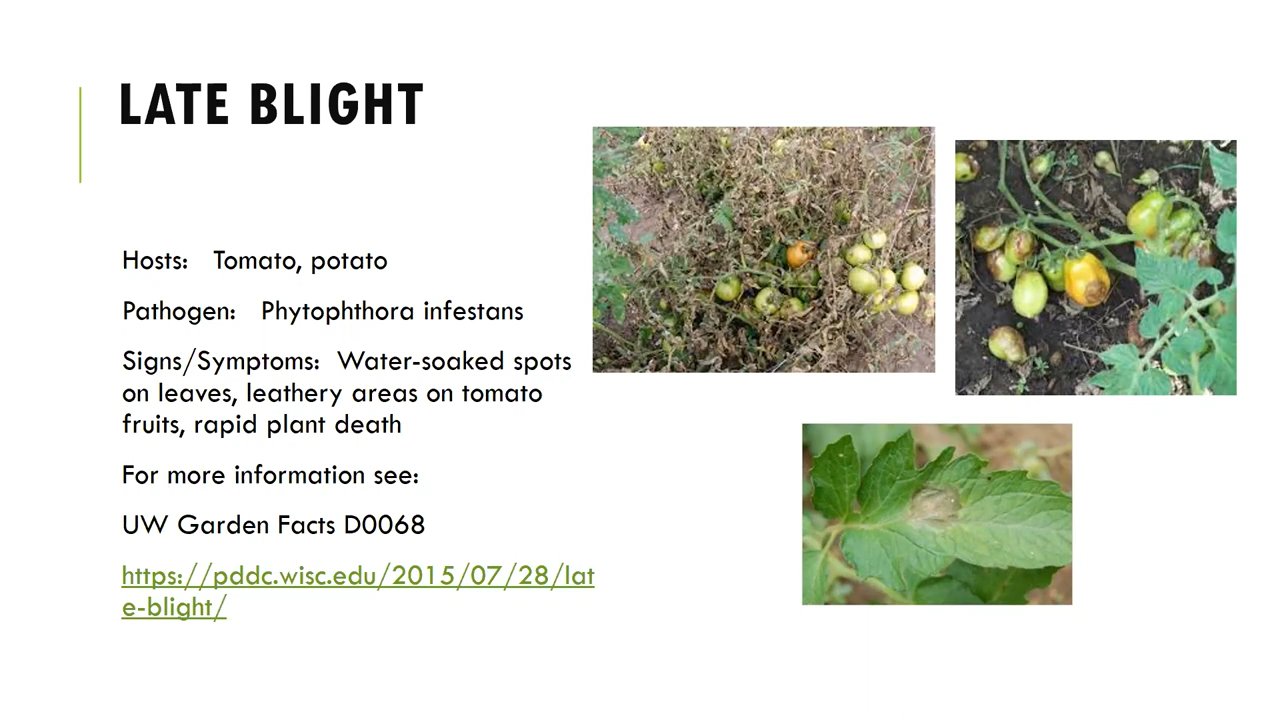 LATE BLIGHT
Hosts: Tomato, potato
Pathogen: Phytophthora infestans
Signs/Symptoms: Water-soaked spots
on leaves, leathery areas on tomato
fruits, rapid plant death
For more information see:
UW Garden Facts D0068
https://pddc.wisc.edu/2015/07/28/lat
e-blight/